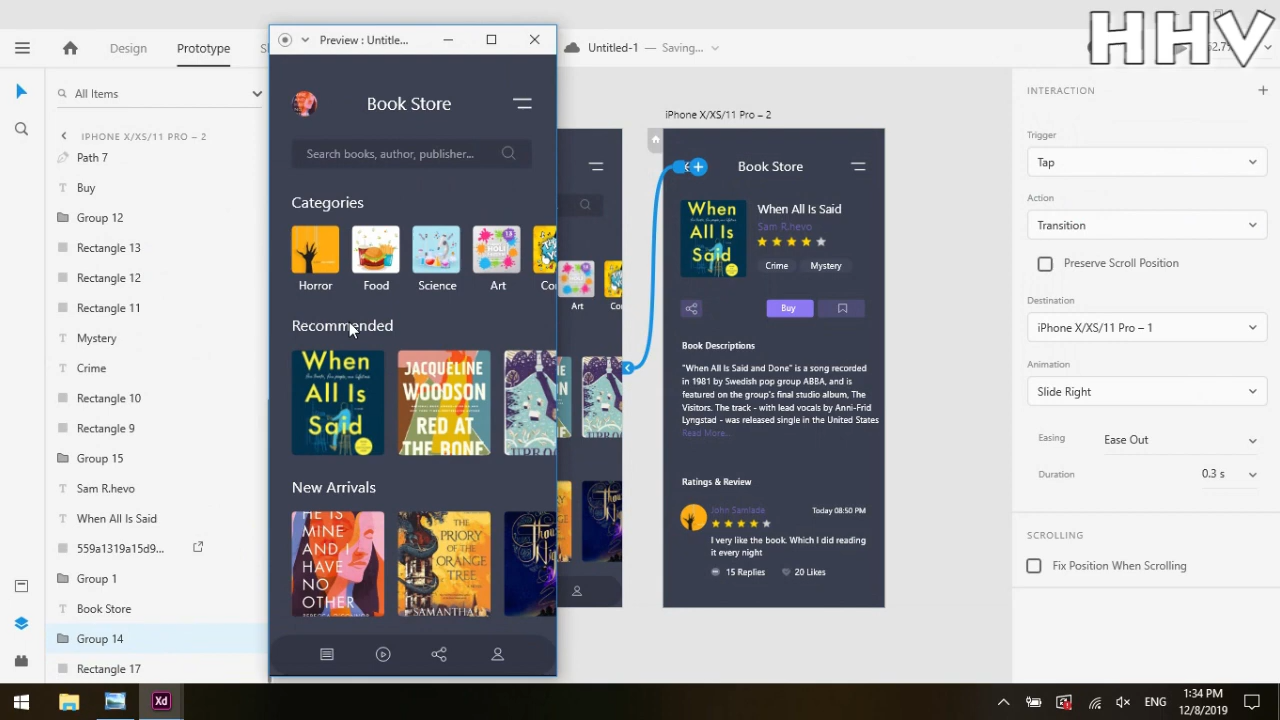 HHV
Preview : Untitle...
Design
Prototype
Untitled-1 — Saving...
All Items
IPHONE X/XS/11 PRO – 2
Path 7
Buy
Group 12
Rectangle 13
Rectangle 12
Rectangle 11
Mystery
Crime
Rectangle 10
Rectangle 9
Group 15
Sam R.hevo
When All Is Said
559a1319a15d9...
Group 1
Book Store
Group 14
Rectangle 17
Book Store
Search books, author, publisher...
Categories
Horror
Food
Science
Art
Recommended
When
All Is
Said
JACQUELINE
WOODSON
RED AT
THE BONE
New Arrivals
HE IS
MINE
AND I
HAVE
NO
OTHER
THE
PRIORY
OF THE
ORANGE
TREE
SAMANTHA
Art
iPhone X/XS/11 Pro – 2
Book Store
When
All Is
Said
When All Is Said
Sam R.hevo
Crime
Mystery
Buy
Book Descriptions
"When All Is Said and Done" is a song recorded
in 1981 by Swedish pop group ABBA, and is
featured on the group's final studio album, The
Visitors. The track - with lead vocals by Anni-Frid
Lyngstad - was released single in the United States
Read More...
Ratings & Review
John Samlade
Today 08:50 PM
I very like the book. Which I did reading
it every night
15 Replies
20 Likes
INTERACTION
Trigger
Tap
Action
Transition
Preserve Scroll Position
Destination
iPhone X/XS/11 Pro – 1
Animation
Slide Right
Easing
Ease Out
Duration
0.3 s
SCROLLING
Fix Position When Scrolling
Xd
ENG
1:34 PM
12/8/2019